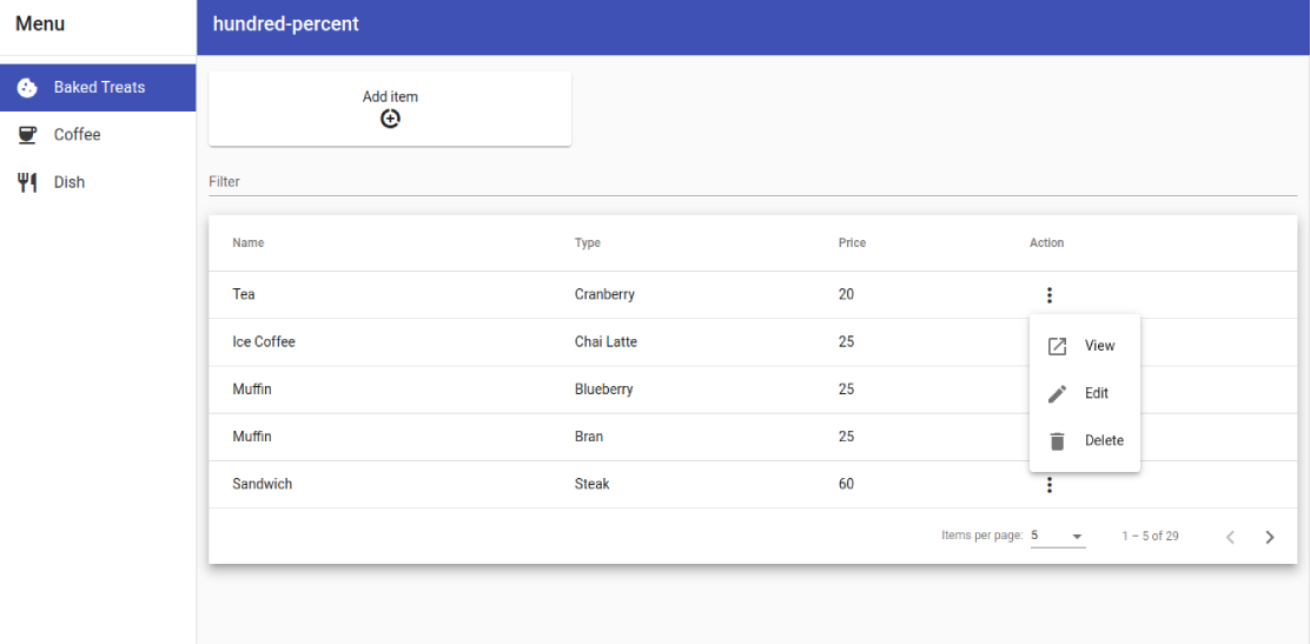 Menu
hundred-percent
Baked Treats
Coffee
Dish
Add item
Filter
Name Type Price Action
Tea Cranberry 20
Ice Coffee Chai Latte 25
View
Muffin Blueberry 25
Edit
Muffin Bran 25
Delete
Sandwich Steak 60
Items per page: 5 1 – 5 of 29